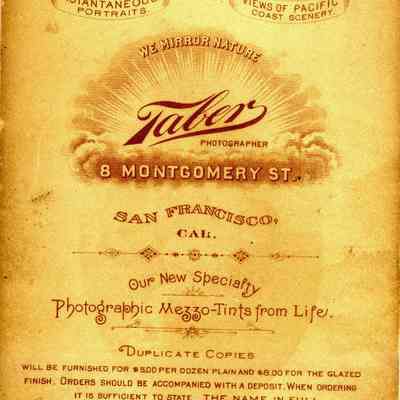 PORTRAITS.
VIEWS OF PACIFIC
COAST SCENERY.
WE MIRROR NATURE
Taber
PHOTOGRAPHER
8 MONTGOMERY ST.
SAN FRANCISCO,
CAL.
Our New Specialty
Photographic Mezzo-Tints from Life.
DUPLICATE COPIES
WILL BE FURNISHED FOR $5.00 PER DOZEN PLAIN AND $8.00 FOR THE GLAZED
FINISH. ORDERS SHOULD BE ACCOMPANIED WITH A DEPOSIT. WHEN ORDERING
IT IS SUFFICIENT TO STATE THE NAME IN FULL